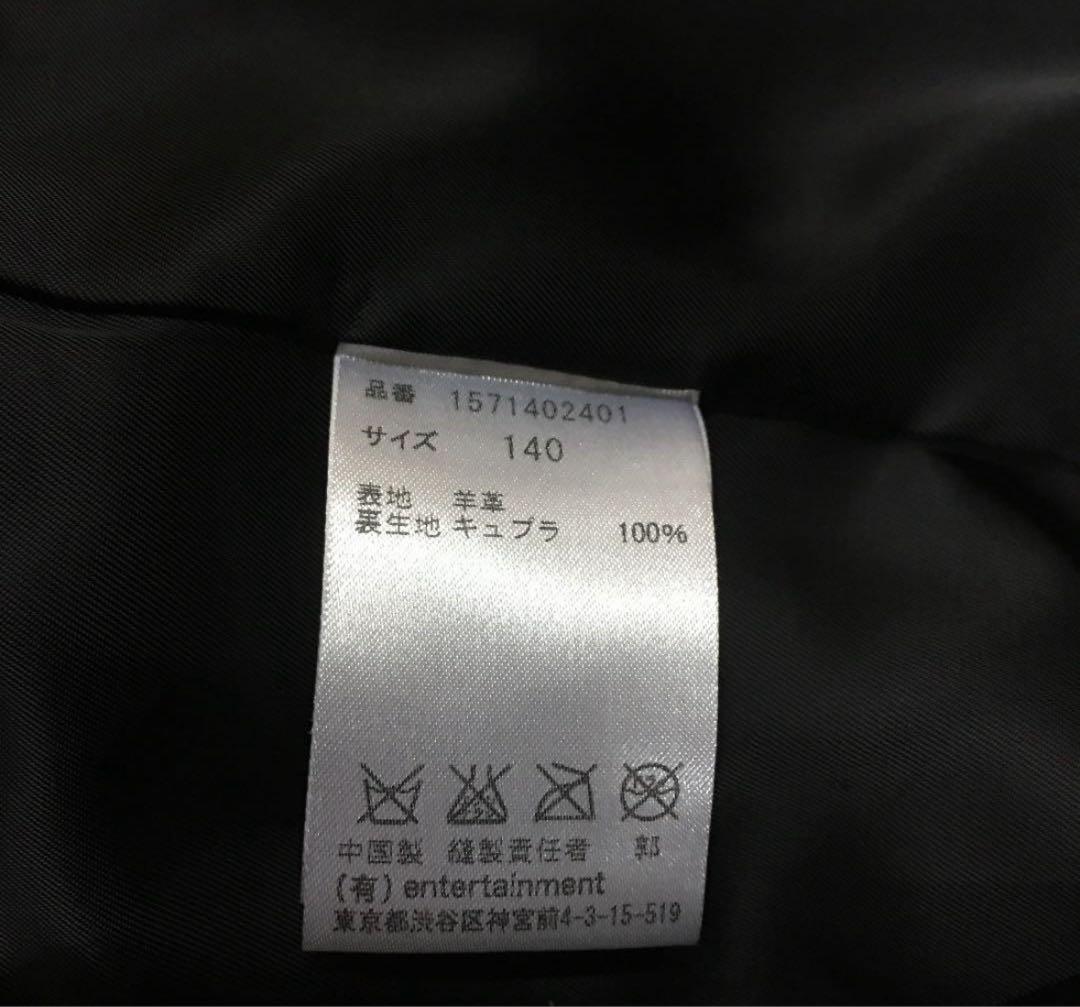 品番 1571402401
サイズ 140
表地 羊革
裏生地 キュプラ 100%
中国製 縫製責任者 郭
(有) entertainment
東京都渋谷区神宮前4-3-15-519